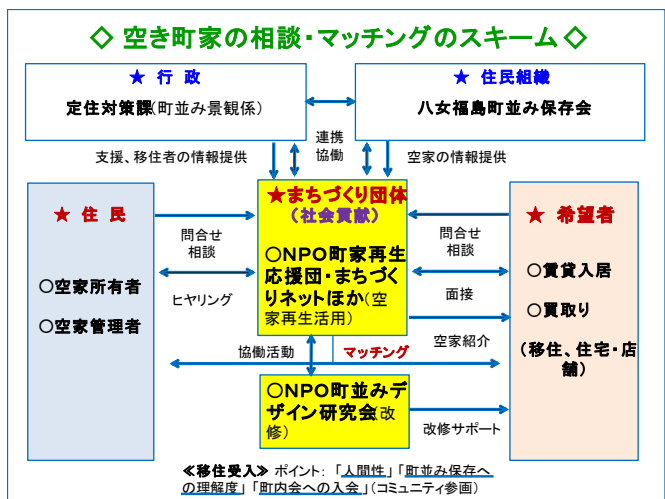 ◇ 空き町家の相談・マッチングのスキーム ◇
★ 行 政
定住対策課(町並み景観係)
★ 住民組織
八女福島町並み保存会
連携
協働
支援、移住者の情報提供
空家の情報提供
★ 住 民
○空家所有者
○空家管理者
問合せ
相談
ヒヤリング
★まちづくり団体
(社会貢献)
○NPO町家再生
応援団・まちづく
りネットほか(空
家再生活用)
問合せ
相談
面接
空家紹介
★ 希望者
○賃貸入居
○買取り
(移住、住宅・店
舗)
協働活動
マッチング
○NPO町並みデ
ザイン研究会(改
修)
改修サポート
≪移住受入≫ ポイント: 「人間性」「町並み保存へ
の理解度」「町内会への入会」(コミュニティ参画)